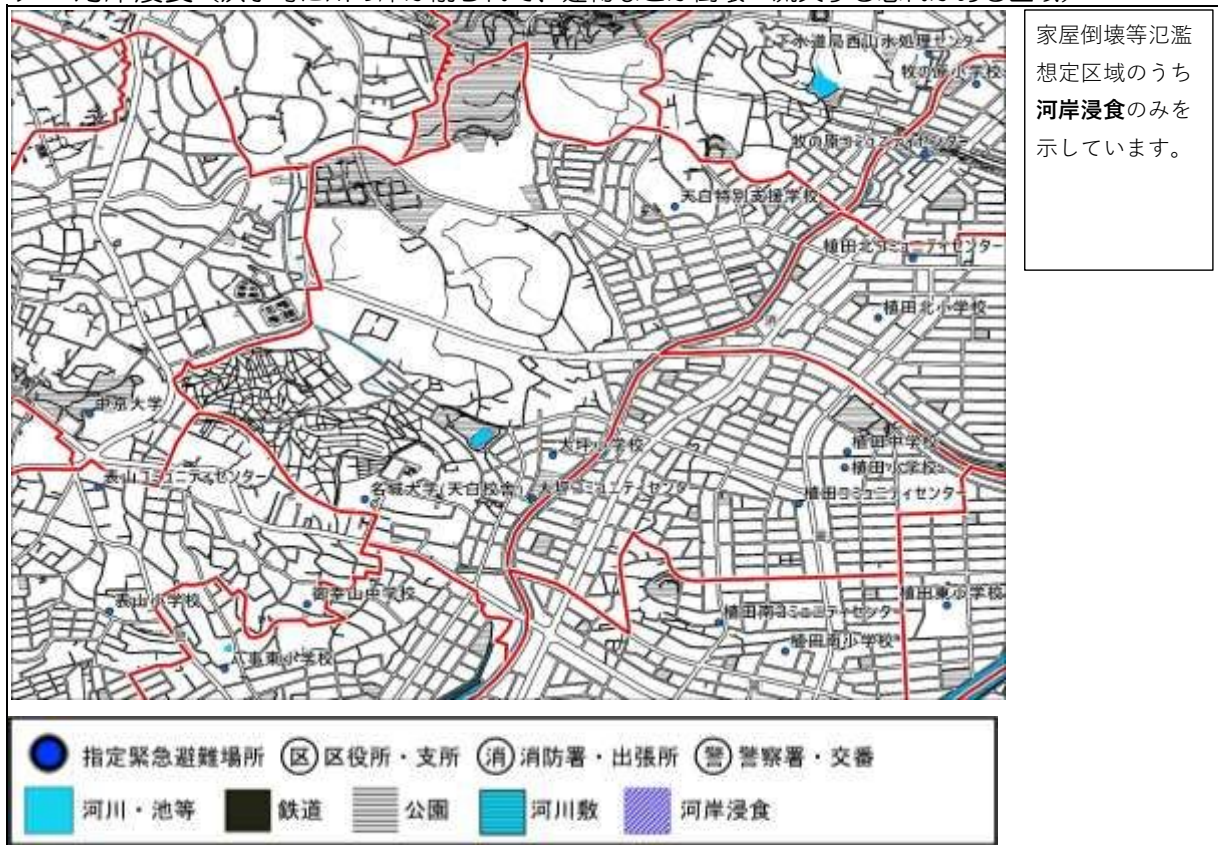 家屋倒壊等氾濫
想定区域のうち
河岸浸食のみを
示しています。
上下水道局西山水処理センター
牧の原小学校
牧の原コミュニティセンター
天白特別支援学校
植田北コミュニティセンター
植田北小学校
中京大学
大坪小学校
植田中学校
植田小学校
表山コミュニティセンター
名城大学(天白校舎)
大坪コミュニティセンター
植田コミュニティセンター
表山小学校
御幸山中学校
植田東小学校
植田南コミュニティセンター
植田南小学校
八事東小学校
指定緊急避難場所
区 区役所・支所
消 消防署・出張所
警 警察署・交番
河川・池等
鉄道
公園
河川敷
河岸浸食